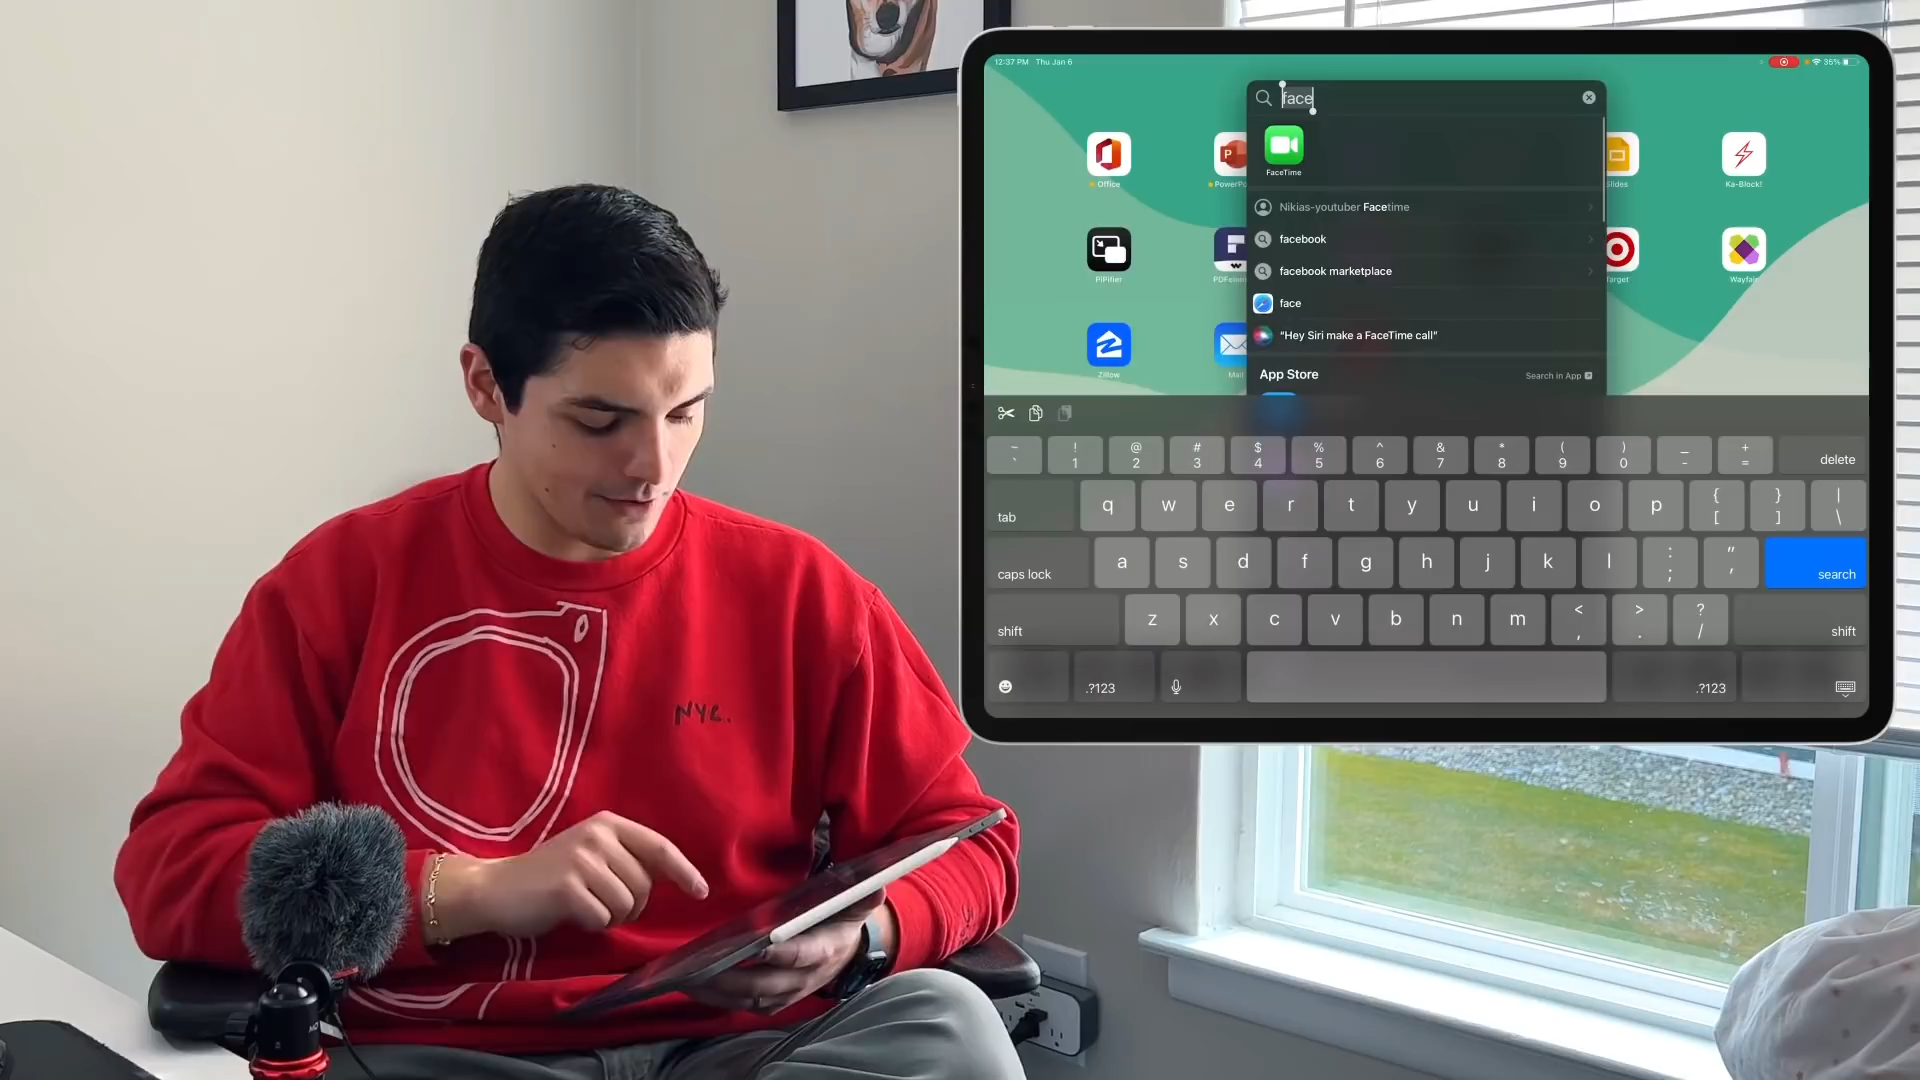 12:37 PM Thu Jan 6
35%
face
FaceTime
Nikias-youtuber Facetime
facebook
facebook marketplace
face
“Hey Siri make a FaceTime call”
App Store
Search in App
Office
PowerPo
Slides
Ka-Block!
PiPifier
Target
Wayfair
Zillow
Mail
~ ! @ # $ % ^ & * ( ) _ +
` 1 2 3 4 5 6 7 8 9 0 - = delete
tab q w e r t y u i o p { [ } ] | \
caps lock a s d f g h j k l : ; " ' search
shift z x c v b n m < , > . ? / shift
.?123 .?123
NYC.